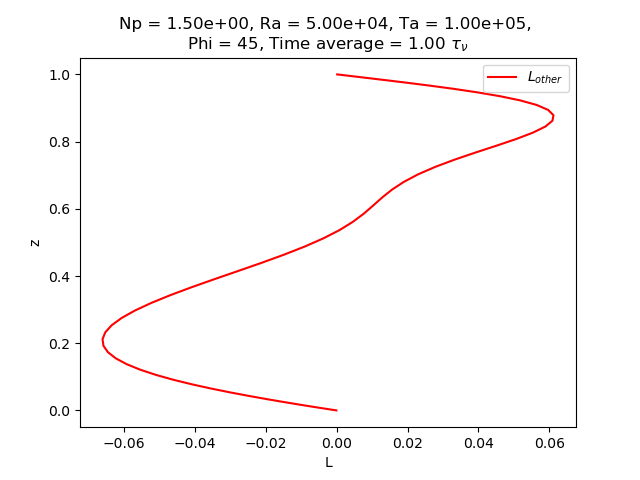 Np = 1.50e+00, Ra = 5.00e+04, Ta = 1.00e+05,
Phi = 45, Time average = 1.00 τν
L_other
1.0
0.8
0.6
0.4
0.2
0.0
z
−0.06 −0.04 −0.02 0.00 0.02 0.04 0.06
L